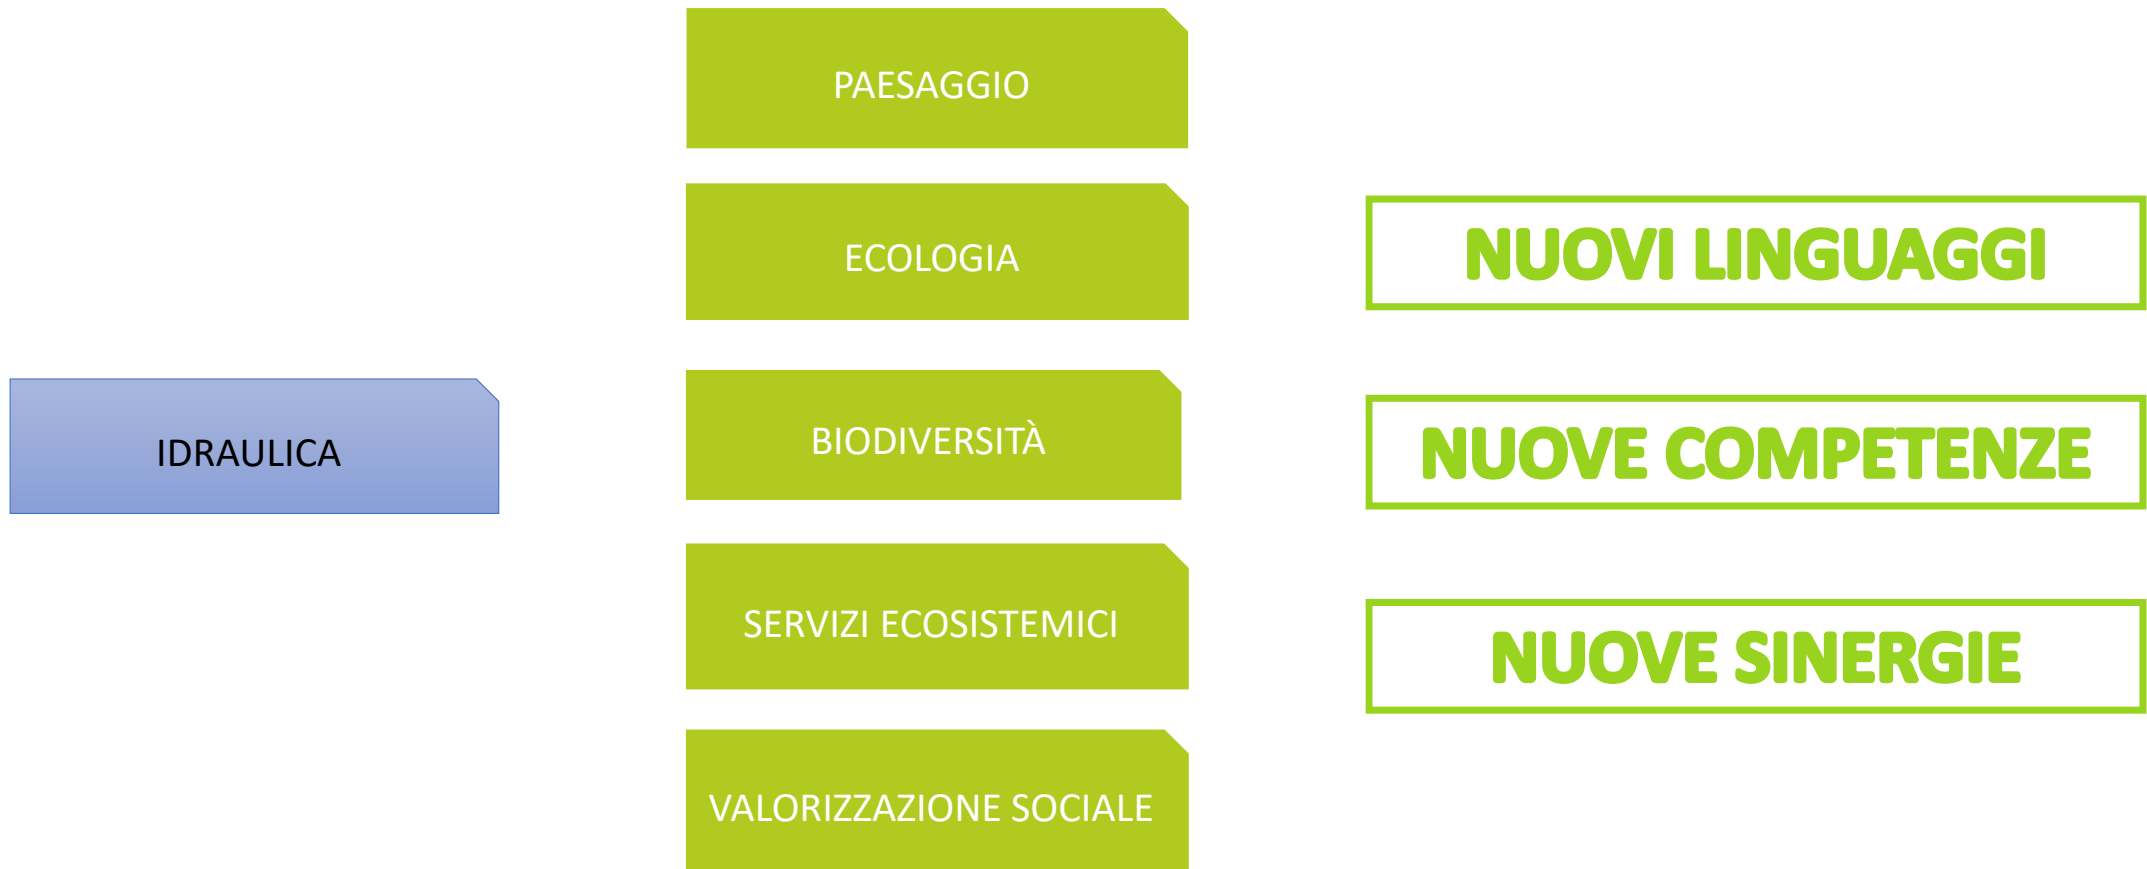 IDRAULICA
PAESAGGIO
ECOLOGIA
BIODIVERSITÀ
SERVIZI ECOSISTEMICI
VALORIZZAZIONE SOCIALE
NUOVI LINGUAGGI
NUOVE COMPETENZE
NUOVE SINERGIE